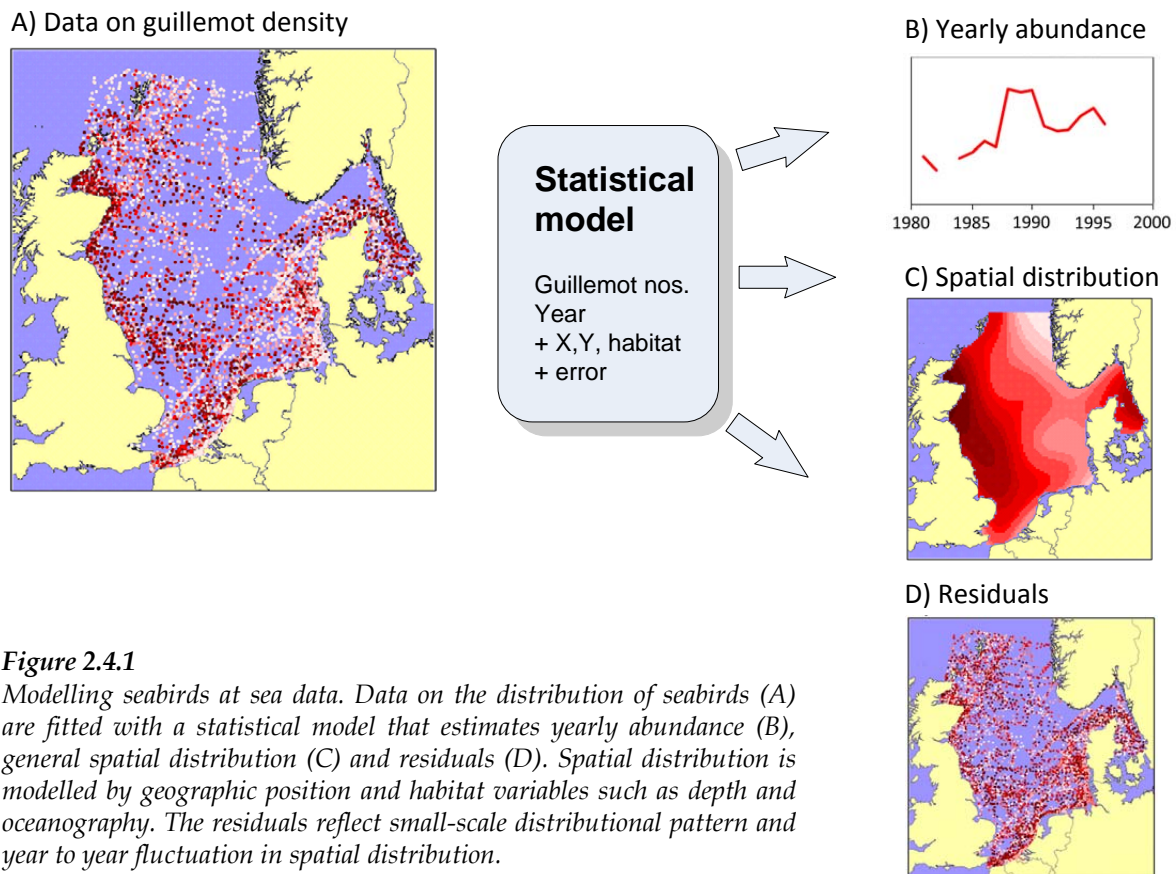 A) Data on guillemot density
Statistical
model
Guillemot nos.
Year
+ X,Y, habitat
+ error
B) Yearly abundance
1980 1985 1990 1995 2000
C) Spatial distribution
D) Residuals
Figure 2.4.1
Modelling seabirds at sea data. Data on the distribution of seabirds (A)
are fitted with a statistical model that estimates yearly abundance (B),
general spatial distribution (C) and residuals (D). Spatial distribution is
modelled by geographic position and habitat variables such as depth and
oceanography. The residuals reflect small-scale distributional pattern and
year to year fluctuation in spatial distribution.